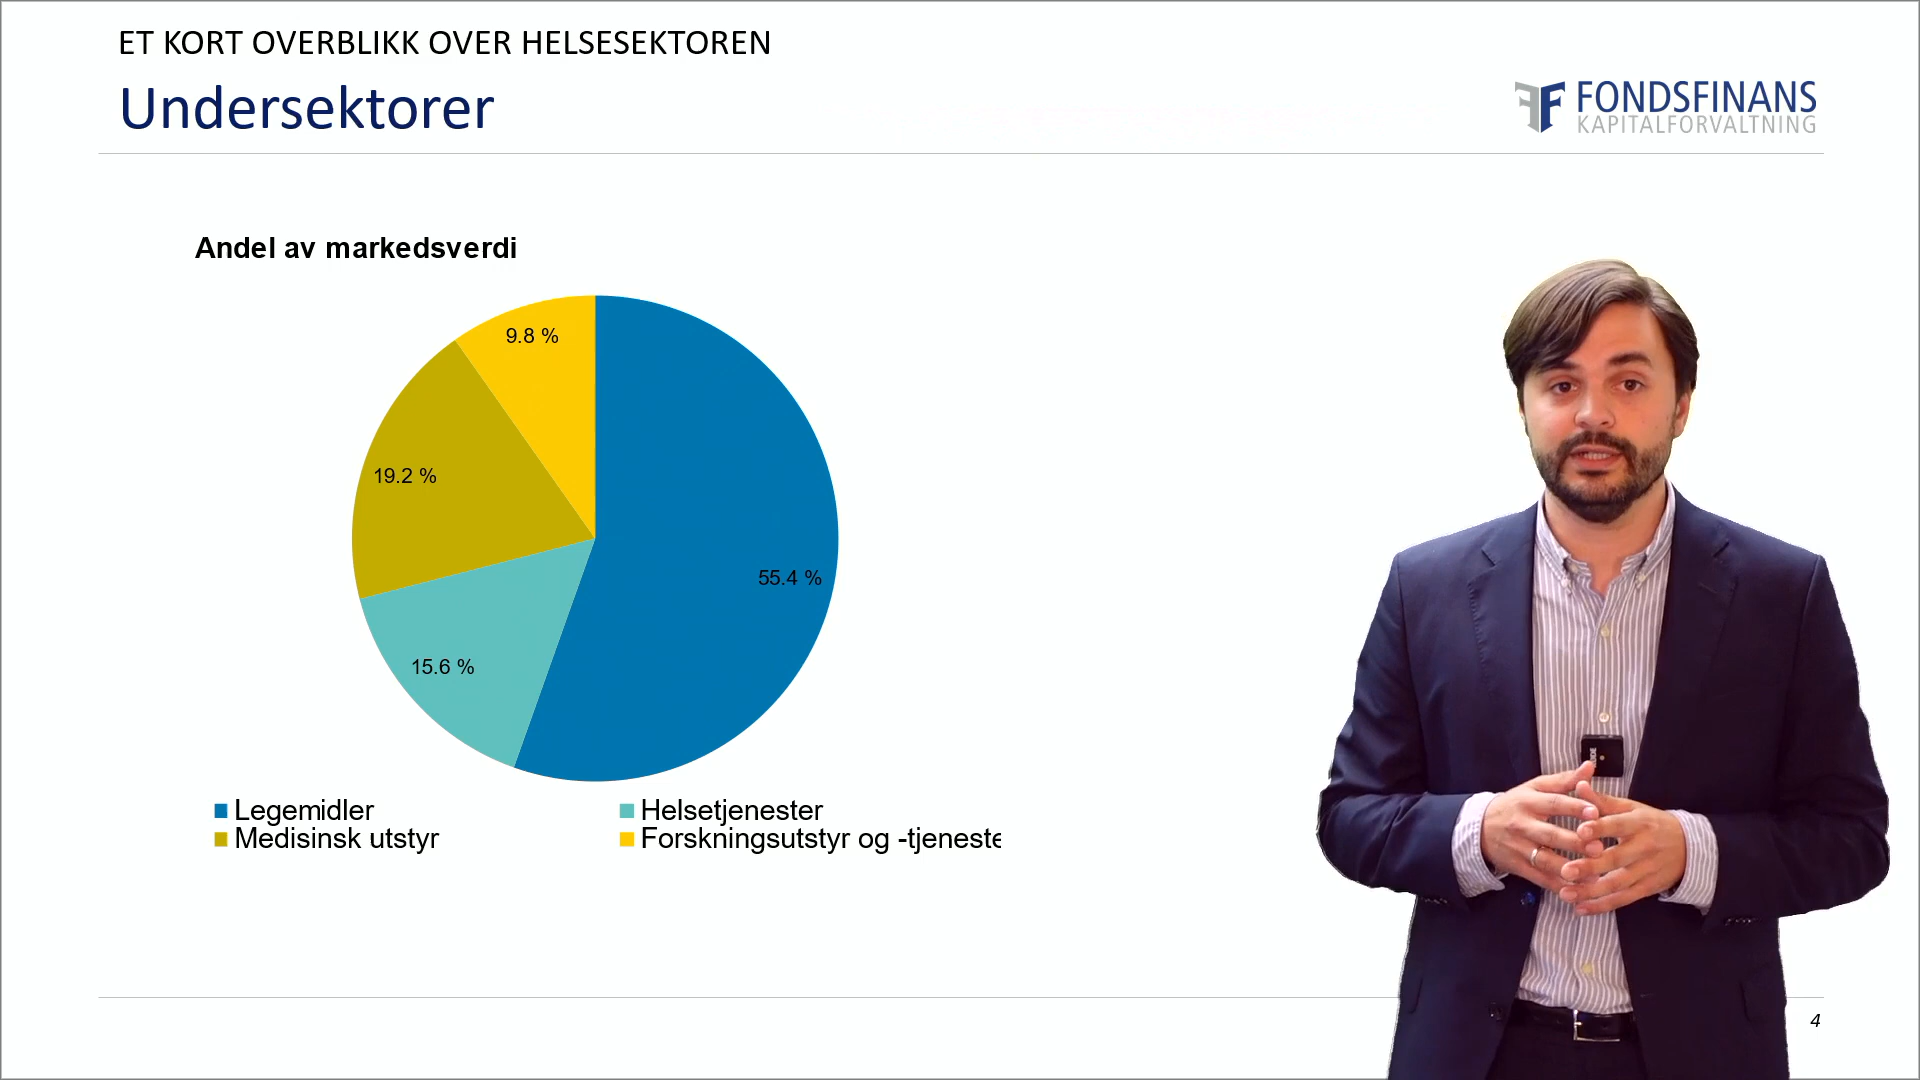 ET KORT OVERBLIKK OVER HELSESEKTOREN
Undersektorer
FONDSFINANS
KAPITALFORVALTNING
Andel av markedsverdi
9.8 %
19.2 %
55.4 %
15.6 %
Legemidler
Helsetjenester
Medisinsk utstyr
Forskningsutstyr og -tjeneste
4